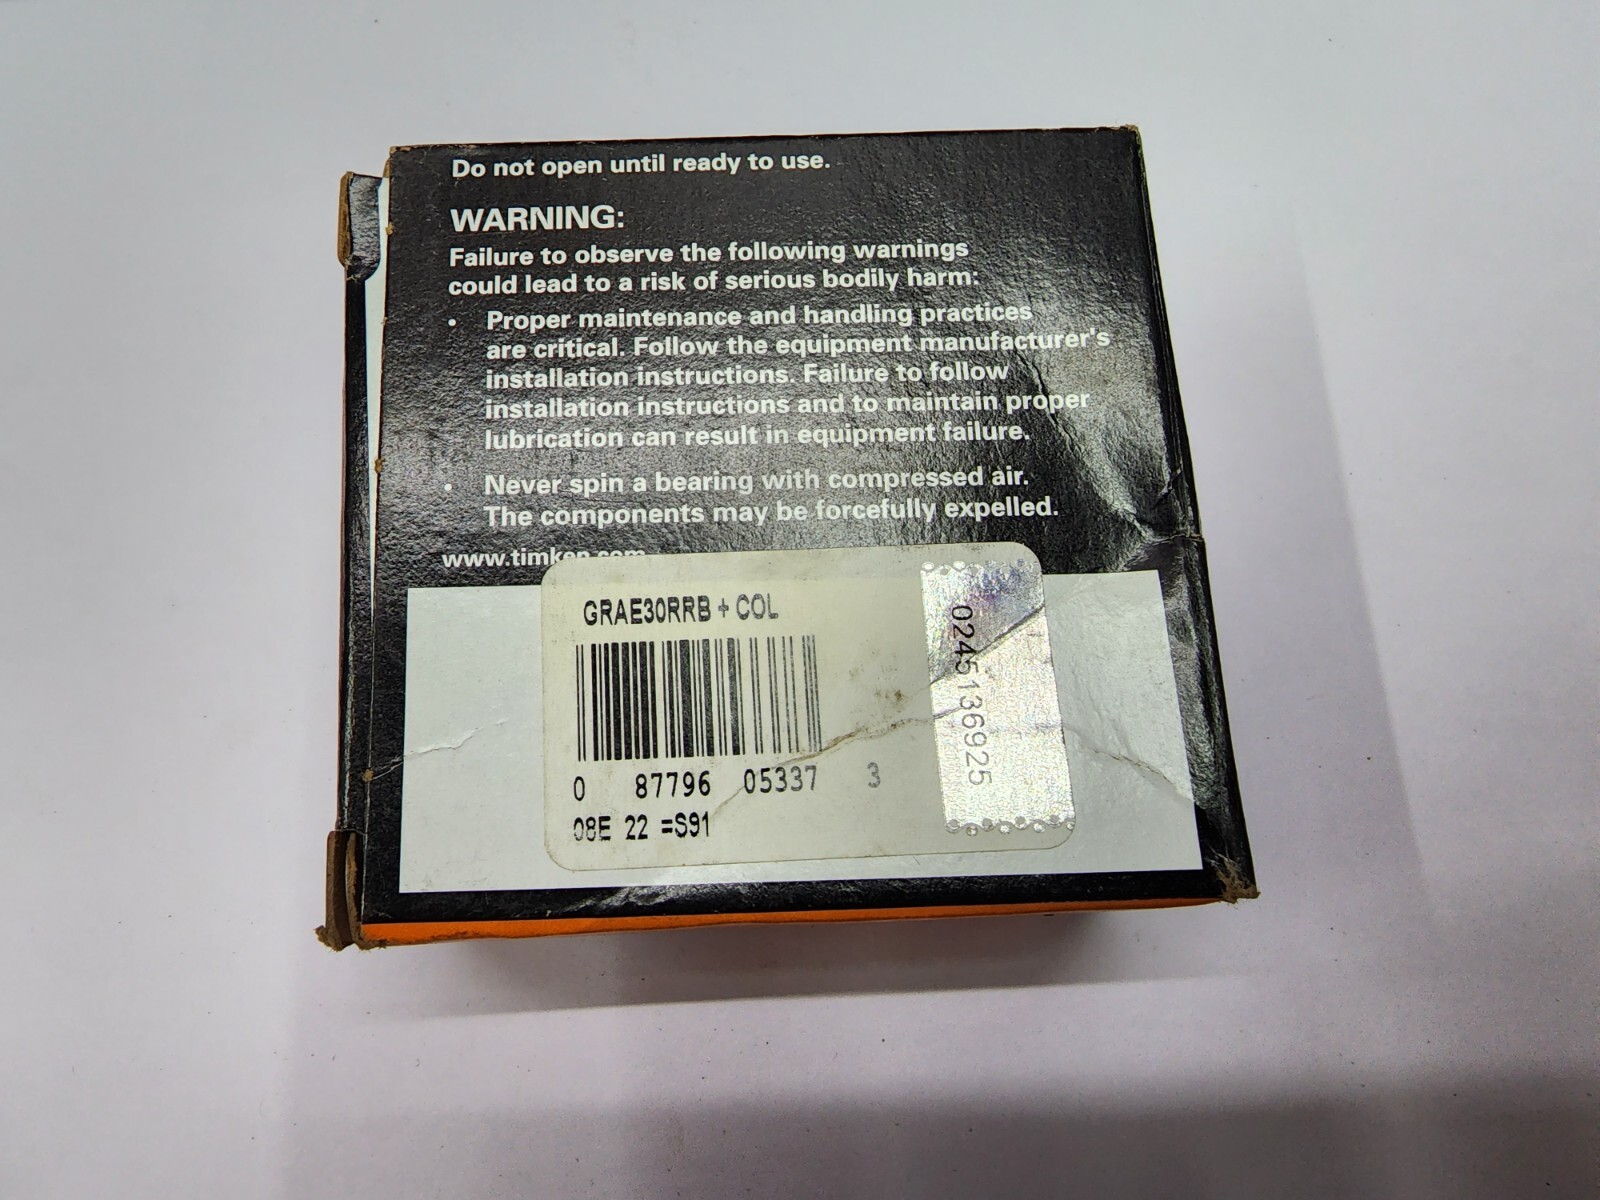 Do not open until ready to use.
WARNING:
Failure to observe the following warnings
could lead to a risk of serious bodily harm:
• Proper maintenance and handling practices
are critical. Follow the equipment manufacturer's
installation instructions. Failure to follow
installation instructions and to maintain proper
lubrication can result in equipment failure.
• Never spin a bearing with compressed air.
The components may be forcefully expelled.
www.timken.com
GRAE30RRB + COL
0 87796 05337 3
08E 22 =S91
0245136925